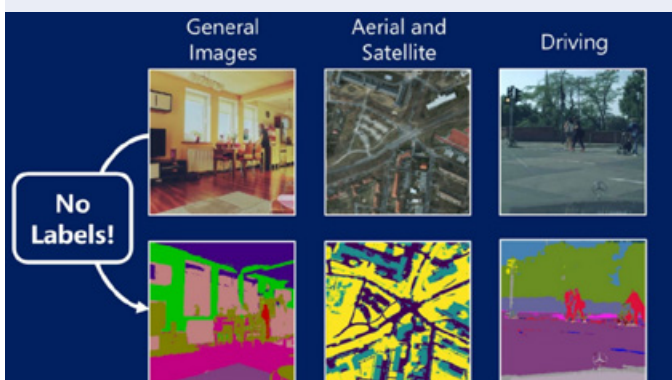 General
Images
Aerial and
Satellite
Driving
No
Labels!